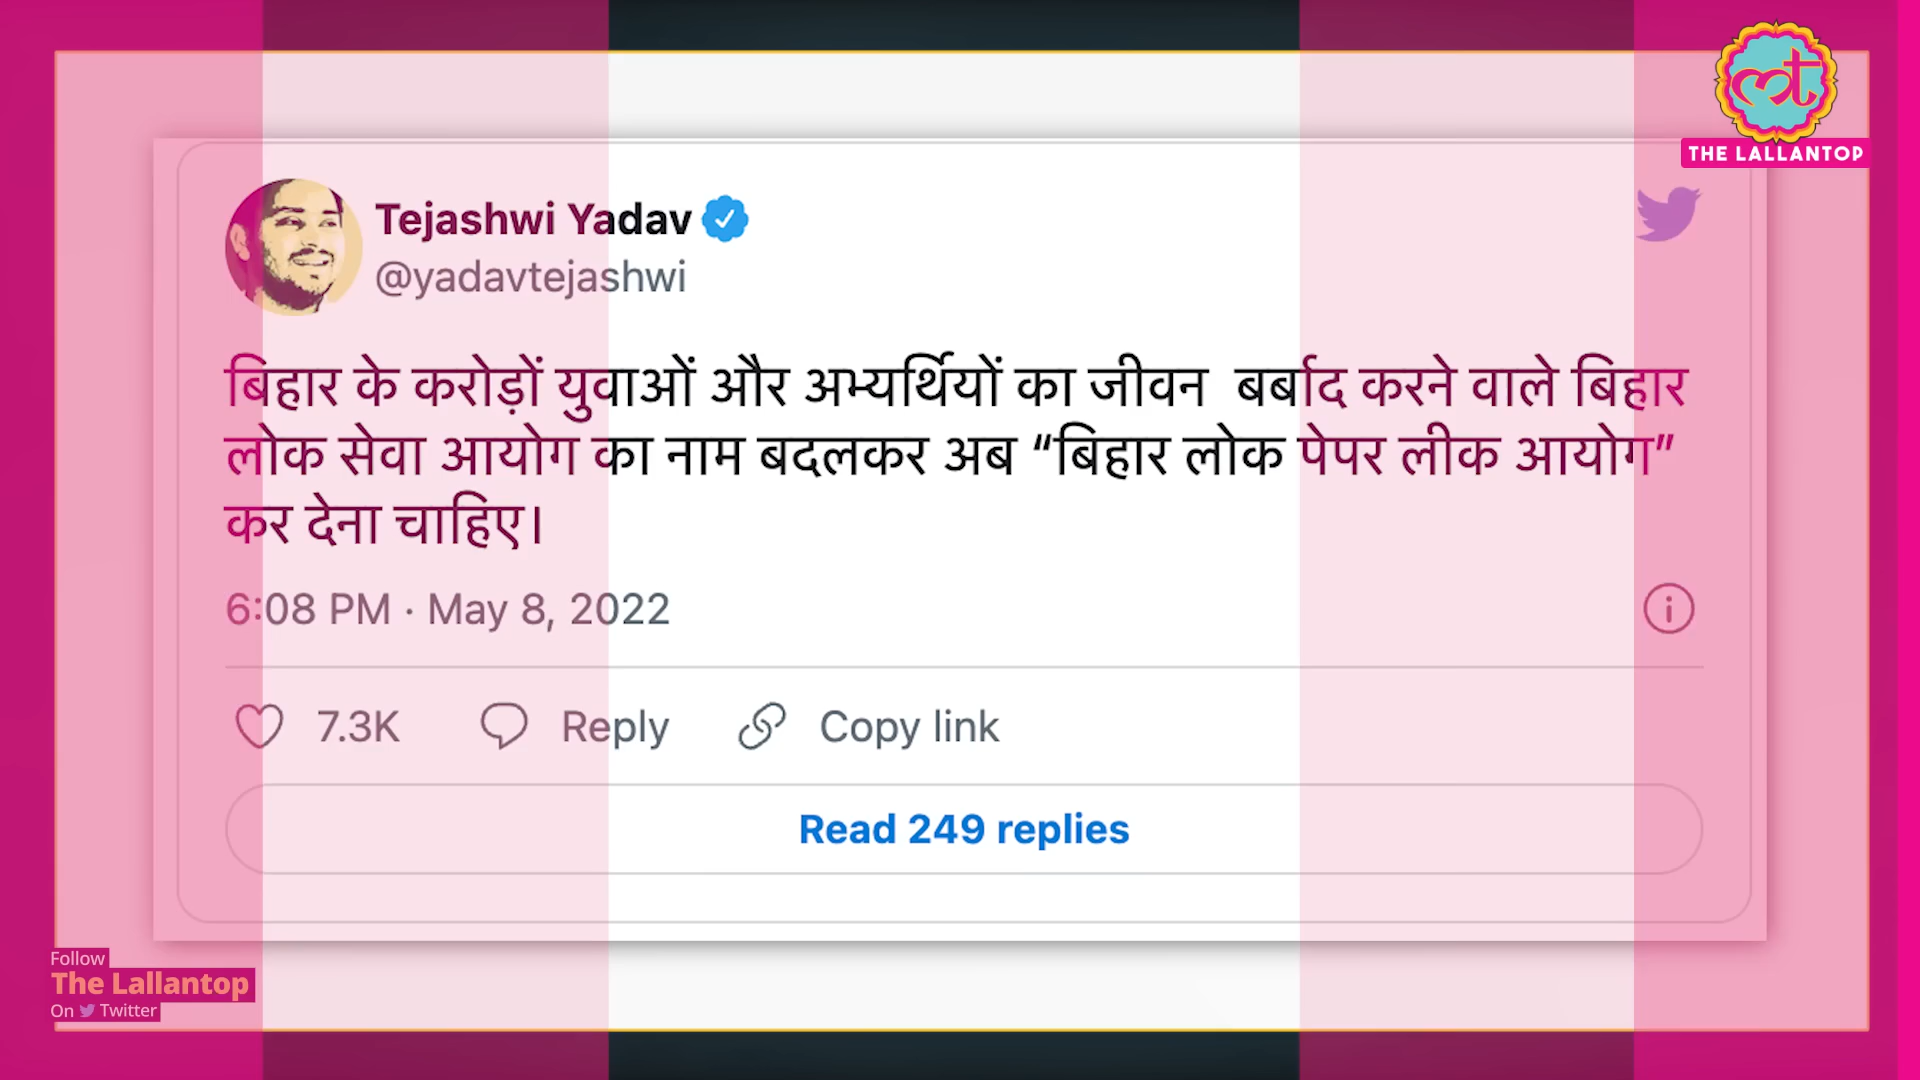 THE LALLANTOP
Tejashwi Yadav
@yadavtejashwi
बिहार के करोड़ों युवाओं और अभ्यर्थियों का जीवन बर्बाद करने वाले बिहार
लोक सेवा आयोग का नाम बदलकर अब “बिहार लोक पेपर लीक आयोग”
कर देना चाहिए।
6:08 PM · May 8, 2022
7.3K Reply Copy link
Read 249 replies
Follow
The Lallantop
On Twitter